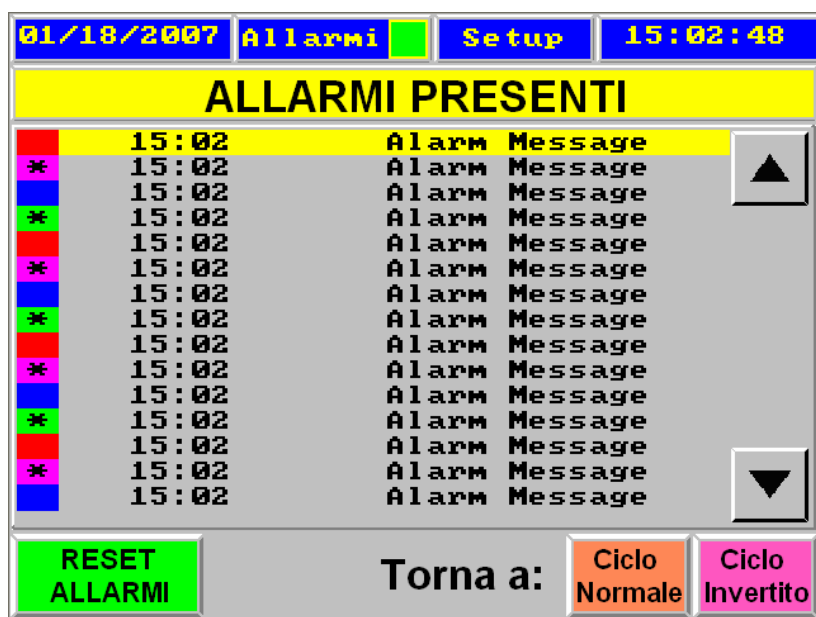 01/18/2007 Allarmi Setup 15:02:48
ALLARMI PRESENTI
15:02 Alarm Message
* 15:02 Alarm Message
15:02 Alarm Message
* 15:02 Alarm Message
15:02 Alarm Message
* 15:02 Alarm Message
15:02 Alarm Message
* 15:02 Alarm Message
15:02 Alarm Message
* 15:02 Alarm Message
15:02 Alarm Message
* 15:02 Alarm Message
15:02 Alarm Message
* 15:02 Alarm Message
15:02 Alarm Message
RESET
ALLARMI
Torna a:
Ciclo
Normale
Ciclo
Invertito